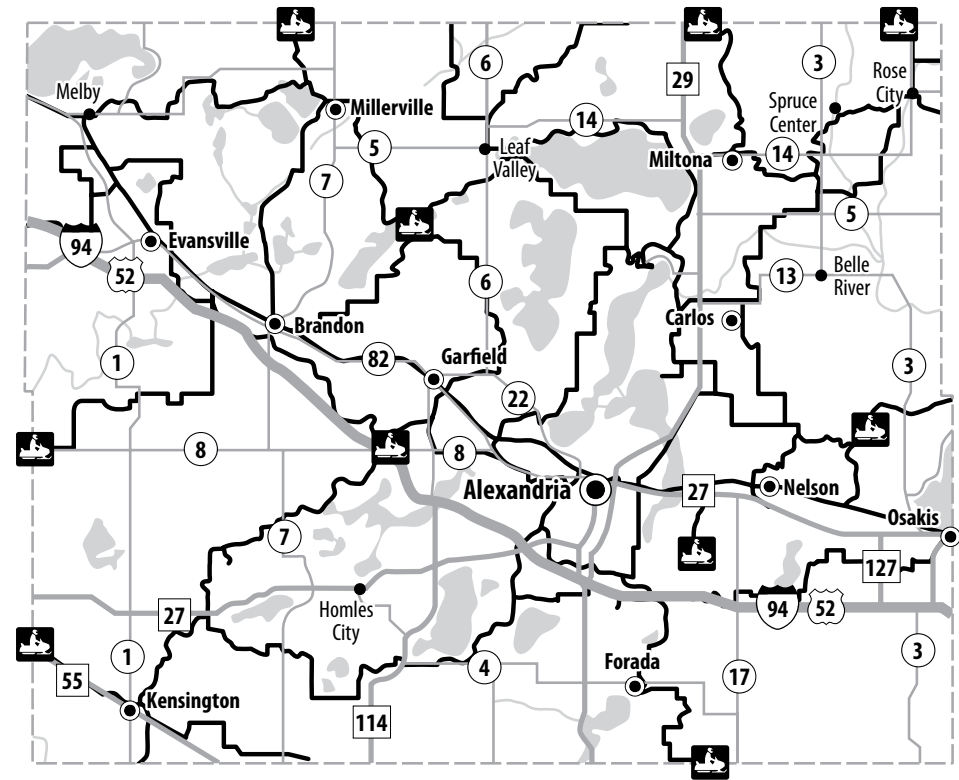 6
3
29
Rose
City
Melby
Spruce
Center
Millerville
14
5
Leaf
Valley
Miltona
14
7
5
94
Evansville
52
6
13
Belle
River
Brandon
Carlos
1
82
Garfield
3
22
8
8
Alexandria
27
Nelson
Osakis
7
127
Homles
City
27
94
52
1
4
Forada
3
55
17
Kensington
114